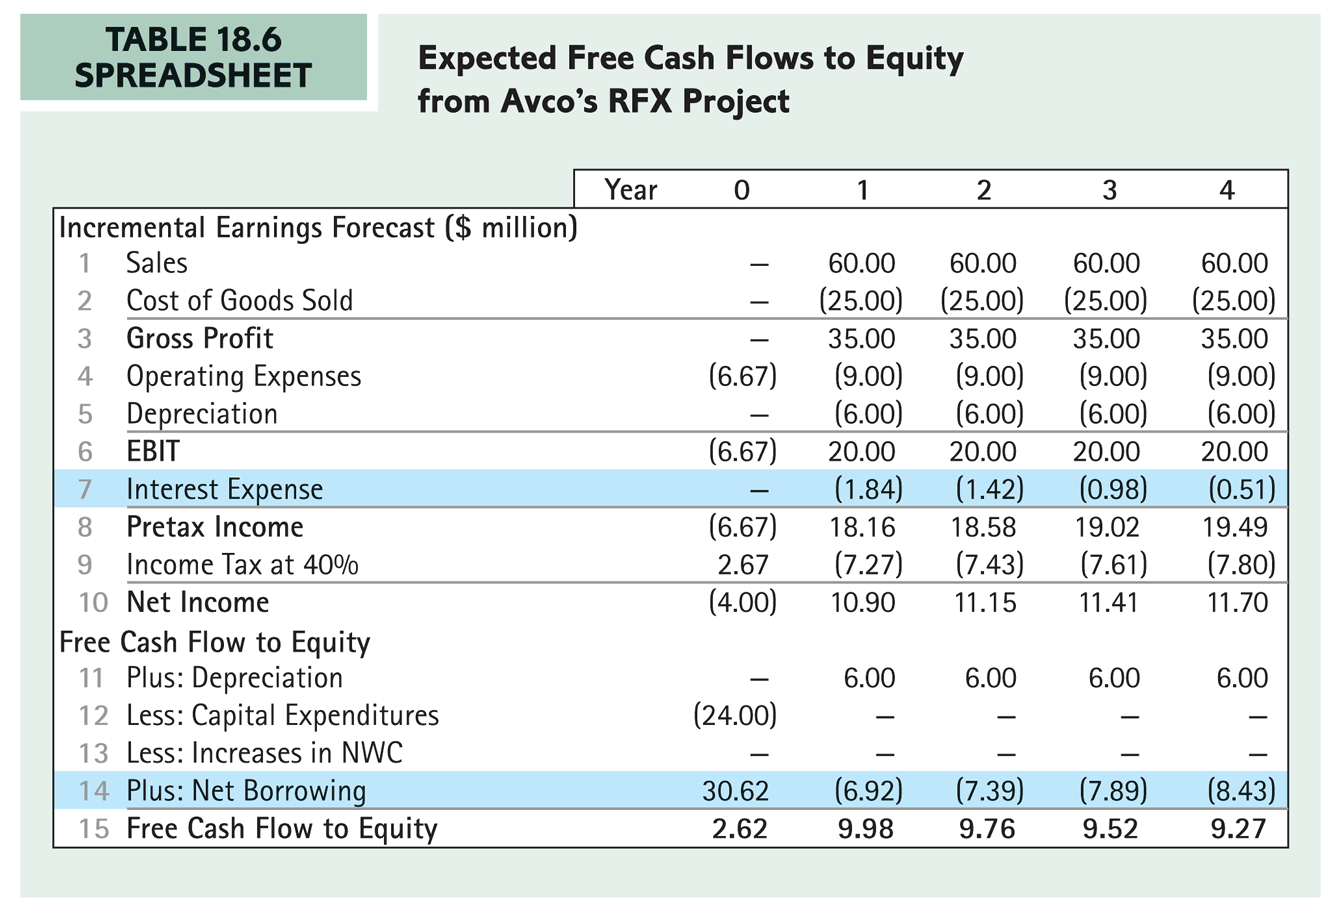 TABLE 18.6
SPREADSHEET
Expected Free Cash Flows to Equity
from Avco’s RFX Project
Year 0 1 2 3 4
Incremental Earnings Forecast ($ million)
1 Sales — 60.00 60.00 60.00 60.00
2 Cost of Goods Sold — (25.00) (25.00) (25.00) (25.00)
3 Gross Profit — 35.00 35.00 35.00 35.00
4 Operating Expenses (6.67) (9.00) (9.00) (9.00) (9.00)
5 Depreciation — (6.00) (6.00) (6.00) (6.00)
6 EBIT (6.67) 20.00 20.00 20.00 20.00
7 Interest Expense — (1.84) (1.42) (0.98) (0.51)
8 Pretax Income (6.67) 18.16 18.58 19.02 19.49
9 Income Tax at 40% 2.67 (7.27) (7.43) (7.61) (7.80)
10 Net Income (4.00) 10.90 11.15 11.41 11.70
Free Cash Flow to Equity
11 Plus: Depreciation — 6.00 6.00 6.00 6.00
12 Less: Capital Expenditures (24.00) — — — —
13 Less: Increases in NWC — — — — —
14 Plus: Net Borrowing 30.62 (6.92) (7.39) (7.89) (8.43)
15 Free Cash Flow to Equity 2.62 9.98 9.76 9.52 9.27